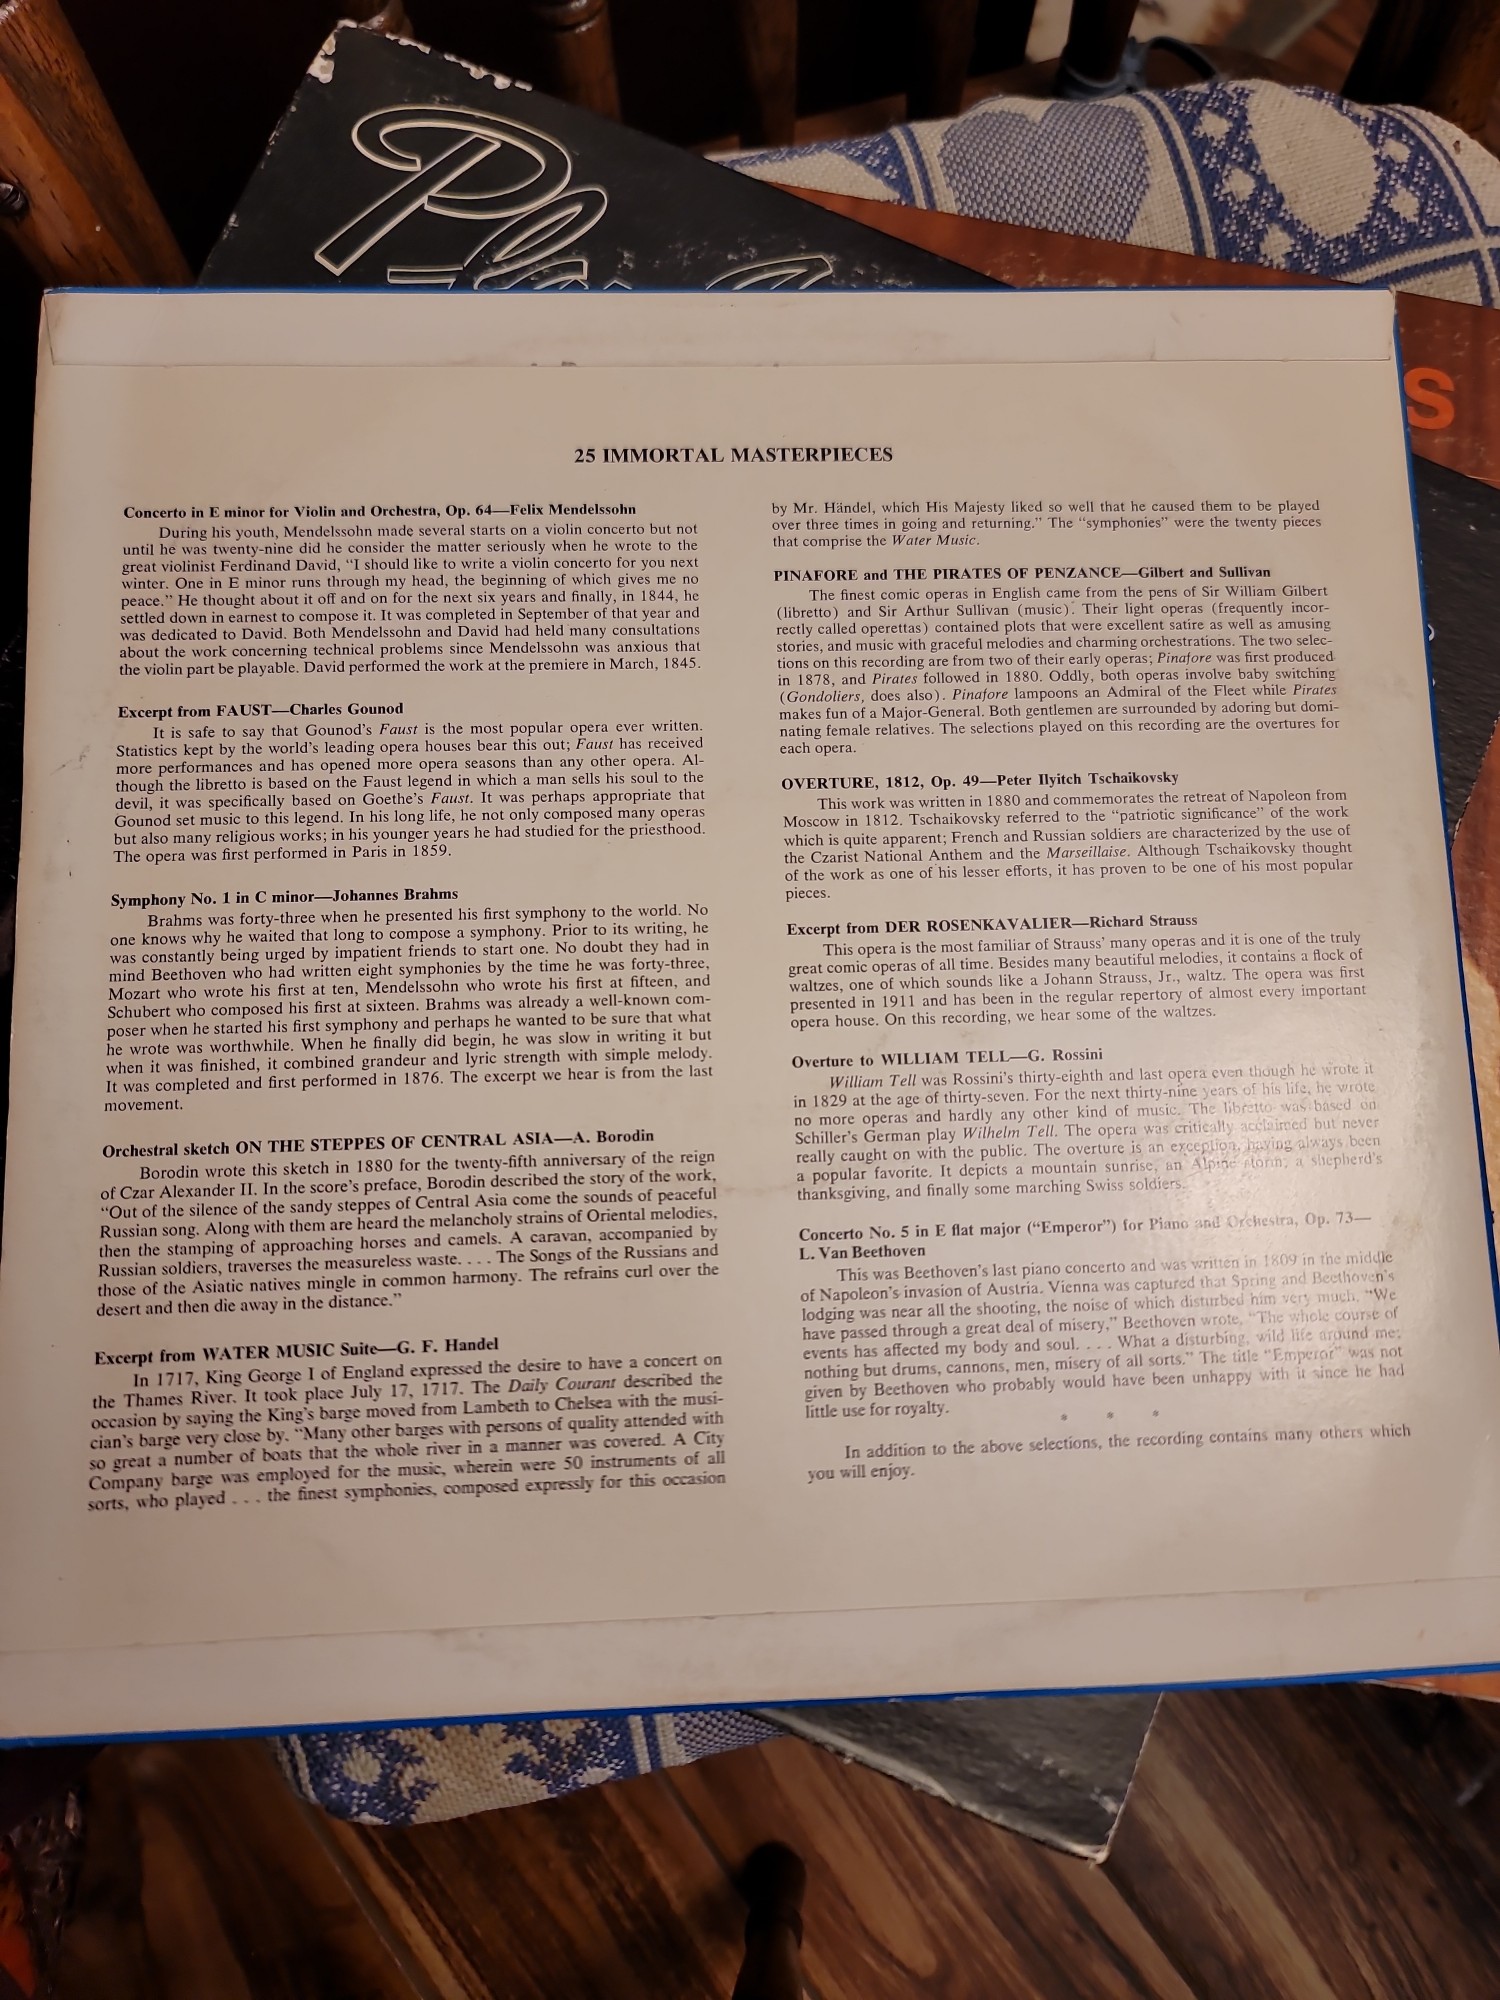 S
25 IMMORTAL MASTERPIECES
Concerto in E minor for Violin and Orchestra, Op. 64—Felix Mendelssohn
During his youth, Mendelssohn made several starts on a violin concerto but not
until he was twenty-nine did he consider the matter seriously when he wrote to the
great violinist Ferdinand David, “I should like to write a violin concerto for you next
winter. One in E minor runs through my head, the beginning of which gives me no
peace.” He thought about it off and on for the next six years and finally, in 1844, he
settled down in earnest to compose it. It was completed in September of that year and
was dedicated to David. Both Mendelssohn and David had held many consultations
about the work concerning technical problems since Mendelssohn was anxious that
the violin part be playable. David performed the work at the premiere in March, 1845.
Excerpt from FAUST—Charles Gounod
It is safe to say that Gounod’s Faust is the most popular opera ever written.
Statistics kept by the world’s leading opera houses bear this out; Faust has received
more performances and has opened more opera seasons than any other opera. Al-
though the libretto is based on the Faust legend in which a man sells his soul to the
devil, it was specifically based on Goethe’s Faust. It was perhaps appropriate that
Gounod set music to this legend. In his long life, he not only composed many operas
but also many religious works; in his younger years he had studied for the priesthood.
The opera was first performed in Paris in 1859.
Symphony No. 1 in C minor—Johannes Brahms
Brahms was forty-three when he presented his first symphony to the world. No
one knows why he waited that long to compose a symphony. Prior to its writing, he
was constantly being urged by impatient friends to start one. No doubt they had in
mind Beethoven who had written eight symphonies by the time he was forty-three,
Mozart who wrote his first at ten, Mendelssohn who wrote his first at fifteen, and
Schubert who composed his first at sixteen. Brahms was already a well-known com-
poser when he started his first symphony and perhaps he wanted to be sure that what
he wrote was worthwhile. When he finally did begin, he was slow in writing it but
when it was finished, it combined grandeur and lyric strength with simple melody.
It was completed and first performed in 1876. The excerpt we hear is from the last
movement.
Orchestral sketch ON THE STEPPES OF CENTRAL ASIA—A. Borodin
Borodin wrote this sketch in 1880 for the twenty-fifth anniversary of the reign
of Czar Alexander II. In the score’s preface, Borodin described the story of the work,
“Out of the silence of the sandy steppes of Central Asia come the sounds of peaceful
Russian song. Along with them are heard the melancholy strains of Oriental melodies,
then the stamping of approaching horses and camels. A caravan, accompanied by
Russian soldiers, traverses the measureless waste. . . . The Songs of the Russians and
those of the Asiatic natives mingle in common harmony. The refrains curl over the
desert and then die away in the distance.”
Excerpt from WATER MUSIC Suite—G. F. Handel
In 1717, King George I of England expressed the desire to have a concert on
the Thames River. It took place July 17, 1717. The Daily Courant described the
occasion by saying the King’s barge moved from Lambeth to Chelsea with the musi-
cian’s barge very close by. “Many other barges with persons of quality attended with
so great a number of boats that the whole river in a manner was covered. A City
Company barge was employed for the music, wherein were 50 instruments of all
sorts, who played . . . the finest symphonies, composed expressly for this occasion
by Mr. Händel, which His Majesty liked so well that he caused them to be played
over three times in going and returning.” The “symphonies” were the twenty pieces
that comprise the Water Music.
PINAFORE and THE PIRATES OF PENZANCE—Gilbert and Sullivan
The finest comic operas in English came from the pens of Sir William Gilbert
(libretto) and Sir Arthur Sullivan (music). Their light operas (frequently incor-
rectly called operettas) contained plots that were excellent satire as well as amusing
stories, and music with graceful melodies and charming orchestrations. The two selec-
tions on this recording are from two of their early operas; Pinafore was first produced
in 1878, and Pirates followed in 1880. Oddly, both operas involve baby switching
(Gondoliers, does also). Pinafore lampoons an Admiral of the Fleet while Pirates
makes fun of a Major-General. Both gentlemen are surrounded by adoring but domi-
nating female relatives. The selections played on this recording are the overtures for
each opera.
OVERTURE, 1812, Op. 49—Peter Ilyitch Tschaikovsky
This work was written in 1880 and commemorates the retreat of Napoleon from
Moscow in 1812. Tschaikovsky referred to the “patriotic significance” of the work
which is quite apparent; French and Russian soldiers are characterized by the use of
the Czarist National Anthem and the Marseillaise. Although Tschaikovsky thought
of the work as one of his lesser efforts, it has proven to be one of his most popular
pieces.
Excerpt from DER ROSENKAVALIER—Richard Strauss
This opera is the most familiar of Strauss’ many operas and it is one of the truly
great comic operas of all time. Besides many beautiful melodies, it contains a flock of
waltzes, one of which sounds like a Johann Strauss, Jr., waltz. The opera was first
presented in 1911 and has been in the regular repertory of almost every important
opera house. On this recording, we hear some of the waltzes.
Overture to WILLIAM TELL—G. Rossini
William Tell was Rossini’s thirty-eighth and last opera even though he wrote it
in 1829 at the age of thirty-seven. For the next thirty-nine years of his life, he wrote
no more operas and hardly any other kind of music. The libretto was based on
Schiller’s German play Wilhelm Tell. The opera was critically acclaimed but never
really caught on with the public. The overture is an exception, having always been
a popular favorite. It depicts a mountain sunrise, an Alpine storm, a shepherd’s
thanksgiving, and finally some marching Swiss soldiers.
Concerto No. 5 in E flat major (“Emperor”) for Piano and Orchestra, Op. 73—
L. Van Beethoven
This was Beethoven’s last piano concerto and was written in 1809 in the middle
of Napoleon’s invasion of Austria. Vienna was captured that Spring and Beethoven’s
lodging was near all the shooting, the noise of which disturbed him very much. “We
have passed through a great deal of misery,” Beethoven wrote, “The whole course of
events has affected my body and soul. . . . What a disturbing, wild life around me;
nothing but drums, cannons, men, misery of all sorts.” The title “Emperor” was not
given by Beethoven who probably would have been unhappy with it since he had
little use for royalty.
* * *
In addition to the above selections, the recording contains many others which
you will enjoy.